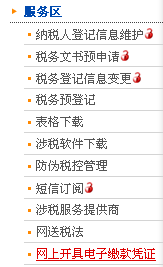 服务区
纳税人登记信息维护
税务文书预申请
税务登记信息变更
税务预登记
表格下载
涉税软件下载
防伪税控管理
短信订阅
涉税服务提供商
网送税法
网上开具电子缴款凭证